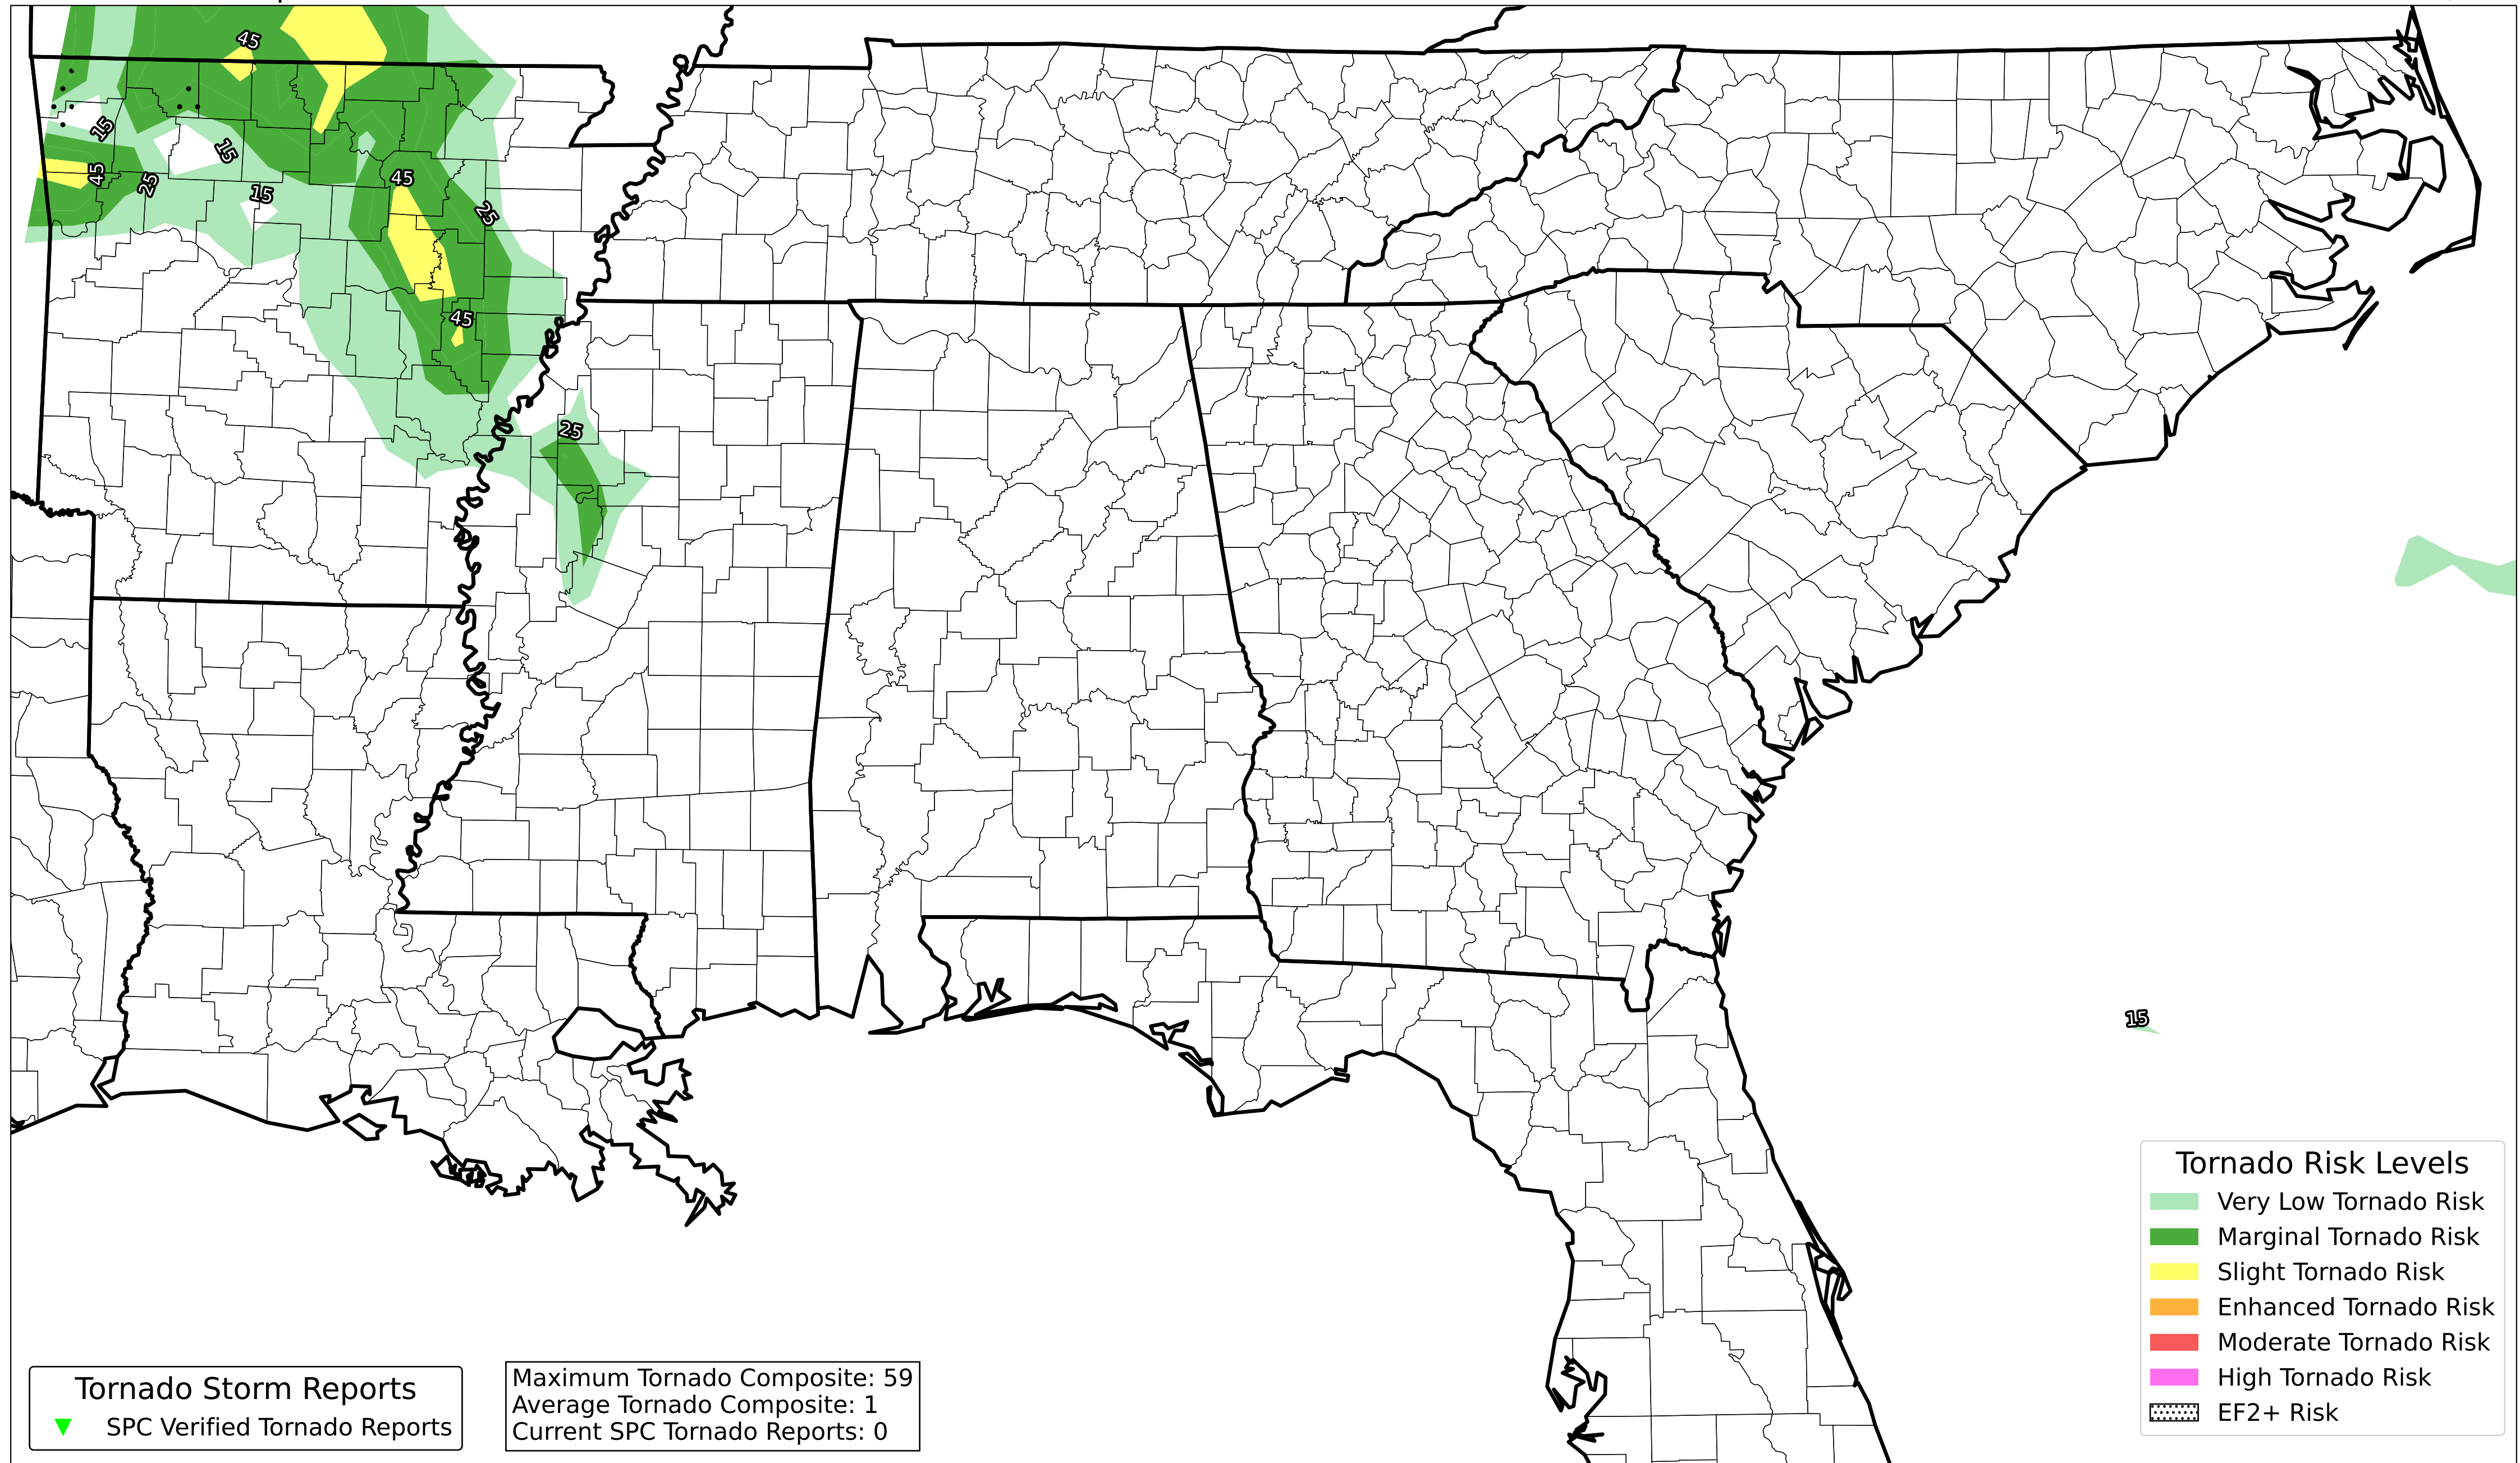 45
15
15
45
25
15
45
25
45
25
15
Tornado Risk Levels
Very Low Tornado Risk
Marginal Tornado Risk
Slight Tornado Risk
Enhanced Tornado Risk
Moderate Tornado Risk
High Tornado Risk
EF2+ Risk
Tornado Storm Reports
SPC Verified Tornado Reports
Maximum Tornado Composite: 59
Average Tornado Composite: 1
Current SPC Tornado Reports: 0